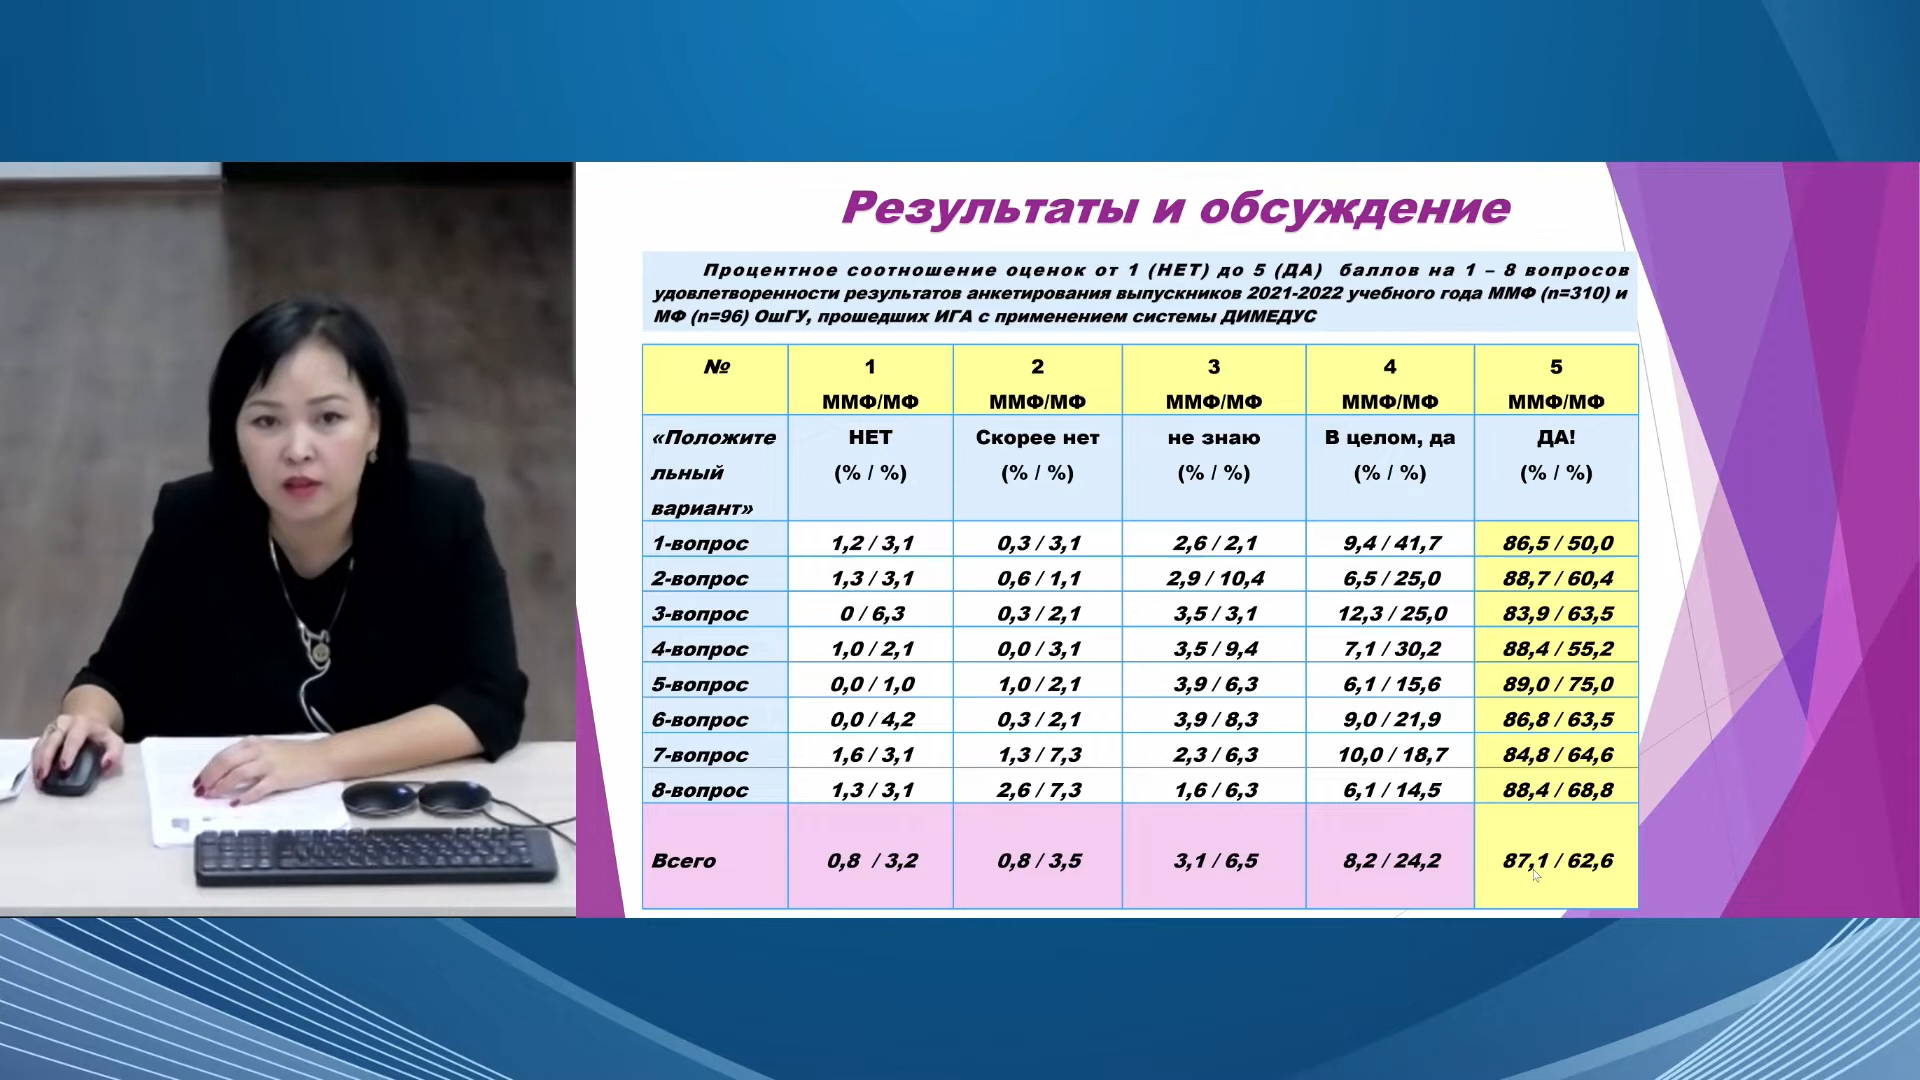 Результаты и обсуждение
Процентное соотношение оценок от 1 (НЕТ) до 5 (ДА) баллов на 1 – 8 вопросов
удовлетворенности результатов анкетирования выпускников 2021-2022 учебного года ММФ (n=310) и
МФ (n=96) ОшГУ, прошедших ИГА с применением системы ДИМЕДУС
№ 1 2 3 4 5
ММФ/МФ ММФ/МФ ММФ/МФ ММФ/МФ ММФ/МФ
«Положите НЕТ Скорее нет не знаю В целом, да ДА!
льный (% / %) (% / %) (% / %) (% / %) (% / %)
вариант»
1-вопрос 1,2 / 3,1 0,3 / 3,1 2,6 / 2,1 9,4 / 41,7 86,5 / 50,0
2-вопрос 1,3 / 3,1 0,6 / 1,1 2,9 / 10,4 6,5 / 25,0 88,7 / 60,4
3-вопрос 0 / 6,3 0,3 / 2,1 3,5 / 3,1 12,3 / 25,0 83,9 / 63,5
4-вопрос 1,0 / 2,1 0,0 / 3,1 3,5 / 9,4 7,1 / 30,2 88,4 / 55,2
5-вопрос 0,0 / 1,0 1,0 / 2,1 3,9 / 6,3 6,1 / 15,6 89,0 / 75,0
6-вопрос 0,0 / 4,2 0,3 / 2,1 3,9 / 8,3 9,0 / 21,9 86,8 / 63,5
7-вопрос 1,6 / 3,1 1,3 / 7,3 2,3 / 6,3 10,0 / 18,7 84,8 / 64,6
8-вопрос 1,3 / 3,1 2,6 / 7,3 1,6 / 6,3 6,1 / 14,5 88,4 / 68,8
Всего 0,8 / 3,2 0,8 / 3,5 3,1 / 6,5 8,2 / 24,2 87,1 / 62,6